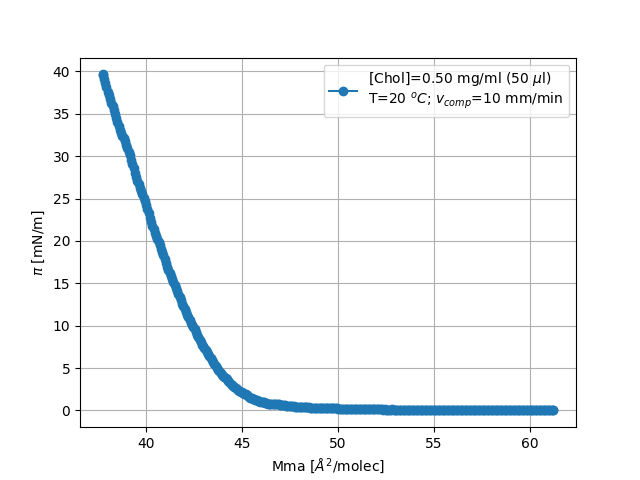 [Chol]=0.50 mg/ml (50 μl)
T=20 °C; v_comp=10 mm/min
π [mN/m]
40
35
30
25
20
15
10
5
0
40 45 50 55 60
Mma [Å²/molec]